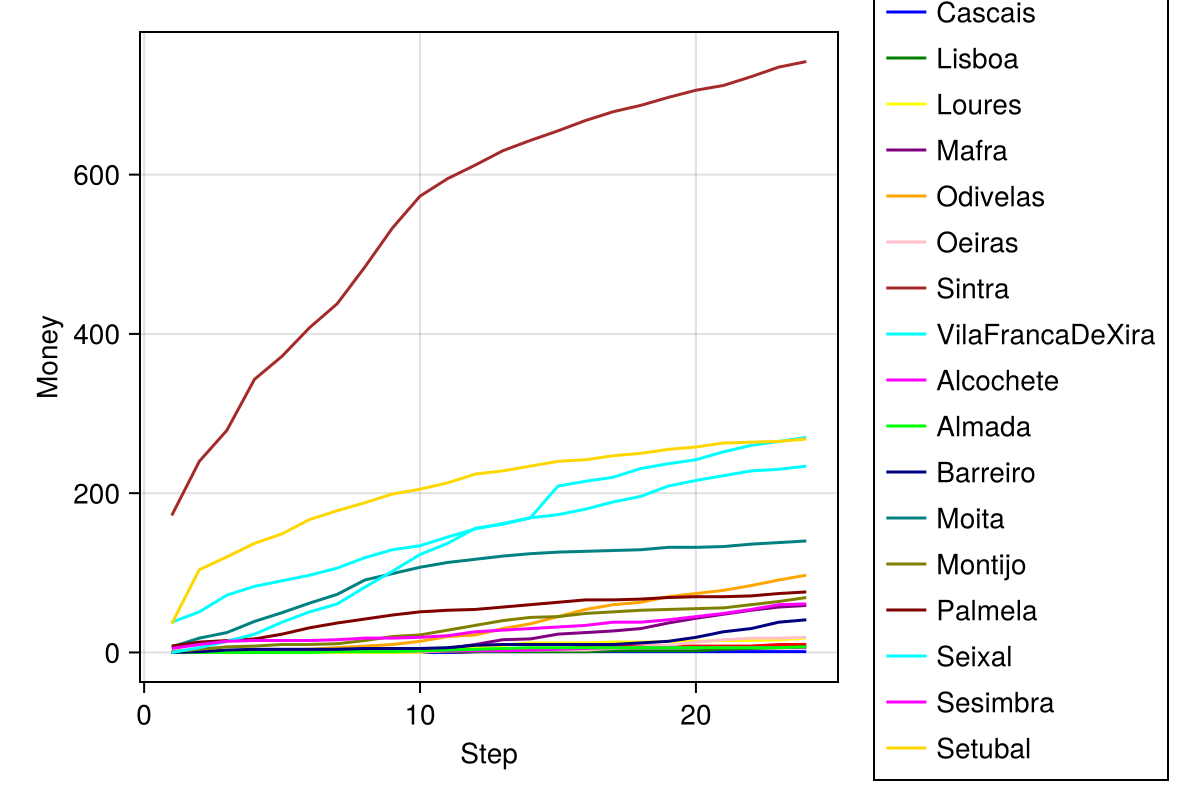 Money
600
400
200
0
0
10
20
Step
Cascais
Lisboa
Loures
Mafra
Odivelas
Oeiras
Sintra
VilaFrancaDeXira
Alcochete
Almada
Barreiro
Moita
Montijo
Palmela
Seixal
Sesimbra
Setubal